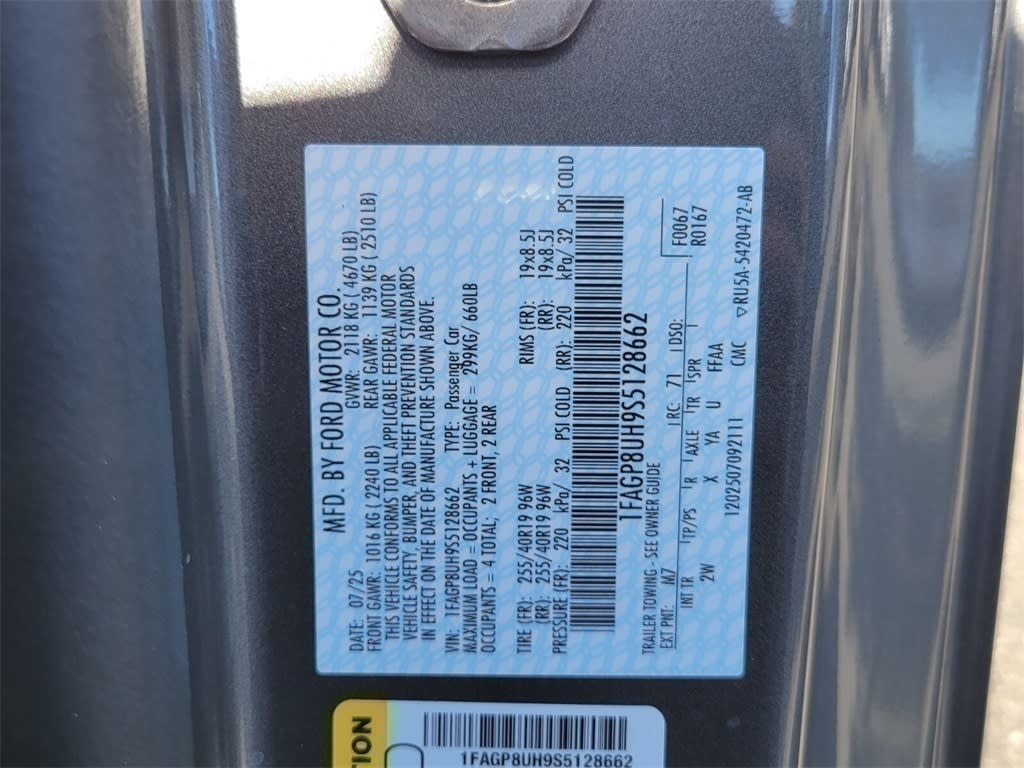 MFD. BY FORD MOTOR CO.
DATE: 07/25 GVWR: 2118 KG ( 4670 LB)
FRONT GAWR: 1016 KG ( 2240 LB) REAR GAWR: 1139 KG ( 2510 LB)
THIS VEHICLE CONFORMS TO ALL APPLICABLE FEDERAL MOTOR
VEHICLE SAFETY, BUMPER, AND THEFT PREVENTION STANDARDS
IN EFFECT ON THE DATE OF MANUFACTURE SHOWN ABOVE.
VIN: 1FAGP8UH9S5128662 TYPE: Passenger Car
MAXIMUM LOAD = OCCUPANTS + LUGGAGE = 299KG/ 660LB
OCCUPANTS = 4 TOTAL; 2 FRONT, 2 REAR
TIRE (FR): 255/40R19 96W RIMS (FR): 19x8.5J
(RR): 255/40R19 96W (RR): 19x8.5J
PRESSURE (FR): 220 kPa/ 32 PSI COLD (RR): 220 kPa/ 32 PSI COLD
1FAGP8UH9S5128662
TRAILER TOWING - SEE OWNER GUIDE F0067
EXT PNT: M7 RC: 71 DSO: R0167
INT TR TP/PS R AXLE TR SPR
2W X YA U FFAA
1202507092111 CMC ▽RU5A-5420472-AB
TION
1FAGP8UH9S5128662